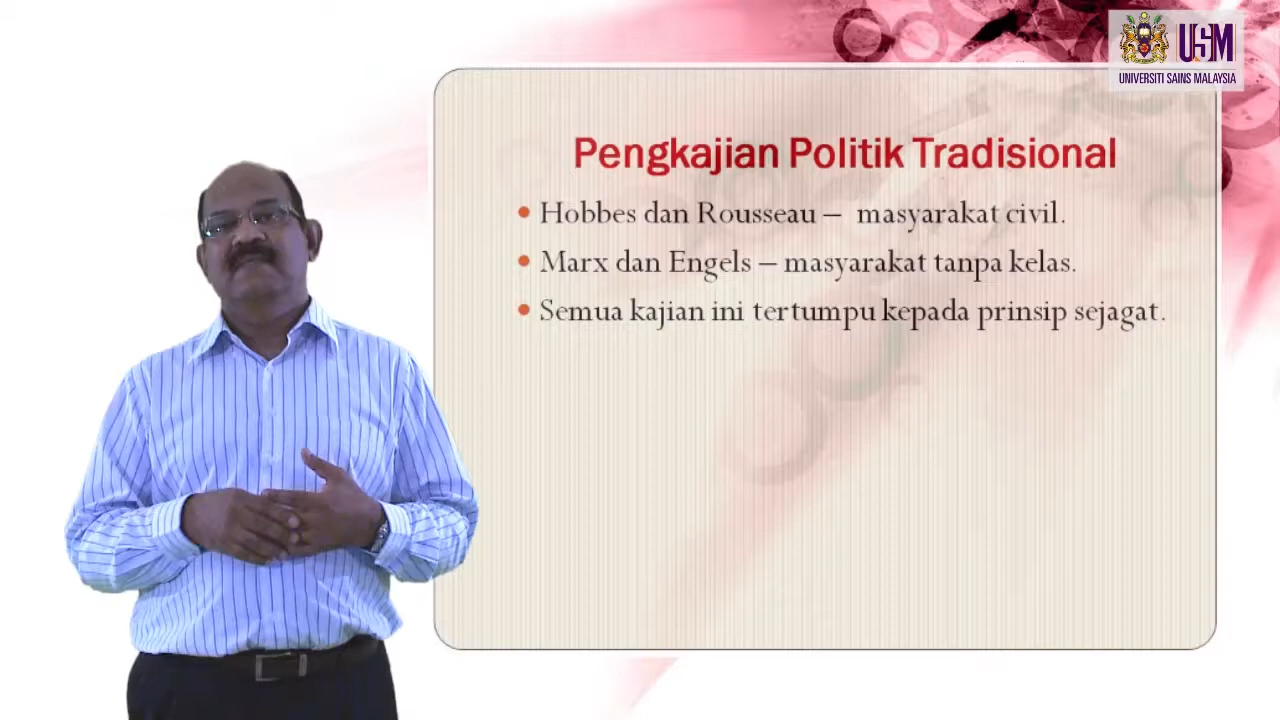 USM
UNIVERSITI SAINS MALAYSIA
Pengkajian Politik Tradisional
• Hobbes dan Rousseau – masyarakat civil.
• Marx dan Engels – masyarakat tanpa kelas.
• Semua kajian ini tertumpu kepada prinsip sejagat.